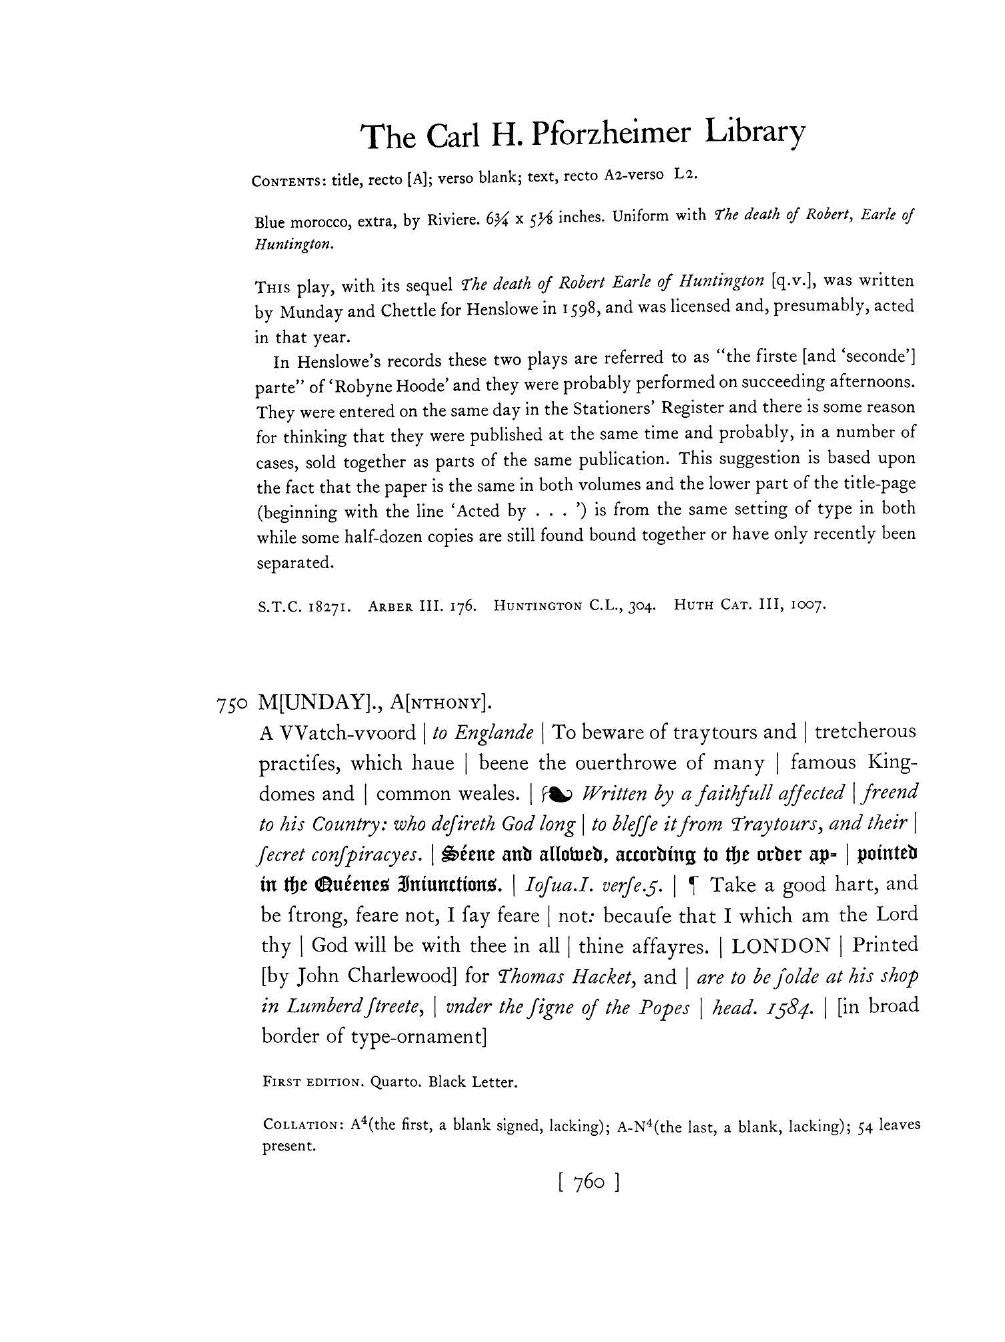 The Carl H. Pforzheimer Library
CONTENTS: title, recto [A]; verso blank; text, recto A2-verso L2.
Blue morocco, extra, by Riviere. 6¾ x 5⅛ inches. Uniform with The death of Robert, Earle of
Huntington.
THIS play, with its sequel The death of Robert Earle of Huntington [q.v.], was written
by Munday and Chettle for Henslowe in 1598, and was licensed and, presumably, acted
in that year.
In Henslowe's records these two plays are referred to as “the firste [and ‘seconde’]
parte” of ‘Robyne Hoode’ and they were probably performed on succeeding afternoons.
They were entered on the same day in the Stationers’ Register and there is some reason
for thinking that they were published at the same time and probably, in a number of
cases, sold together as parts of the same publication. This suggestion is based upon
the fact that the paper is the same in both volumes and the lower part of the title-page
(beginning with the line ‘Acted by . . . ’) is from the same setting of type in both
while some half-dozen copies are still found bound together or have only recently been
separated.
S.T.C. 18271. ARBER III. 176. HUNTINGTON C.L., 304. HUTH CAT. III, 1007.
750 M[UNDAY]., A[NTHONY].
A VVatch-vvoord | to Englande | To beware of traytours and | tretcherous
practiſes, which haue | beene the ouerthrowe of many | famous King-
domes and | common weales. | ❧ Written by a faithfull affected | freend
to his Country: who deſireth God long | to bleſſe it from Traytours, and their |
ſecret conſpiracyes. | Séene and allowed, according to the order ap- | pointed
in the Quéenes Iniunctions. | Ioſua.I. verſe.5. | ¶ Take a good hart, and
be ſtrong, feare not, I ſay feare | not: becauſe that I which am the Lord
thy | God will be with thee in all | thine affayres. | LONDON | Printed
[by John Charlewood] for Thomas Hacket, and | are to be ſolde at his shop
in Lumberd ſtreete, | vnder the ſigne of the Popes | head. 1584. | [in broad
border of type-ornament]
FIRST EDITION. Quarto. Black Letter.
COLLATION: A⁴(the first, a blank signed, lacking); A-N⁴(the last, a blank, lacking); 54 leaves
present.
[ 760 ]